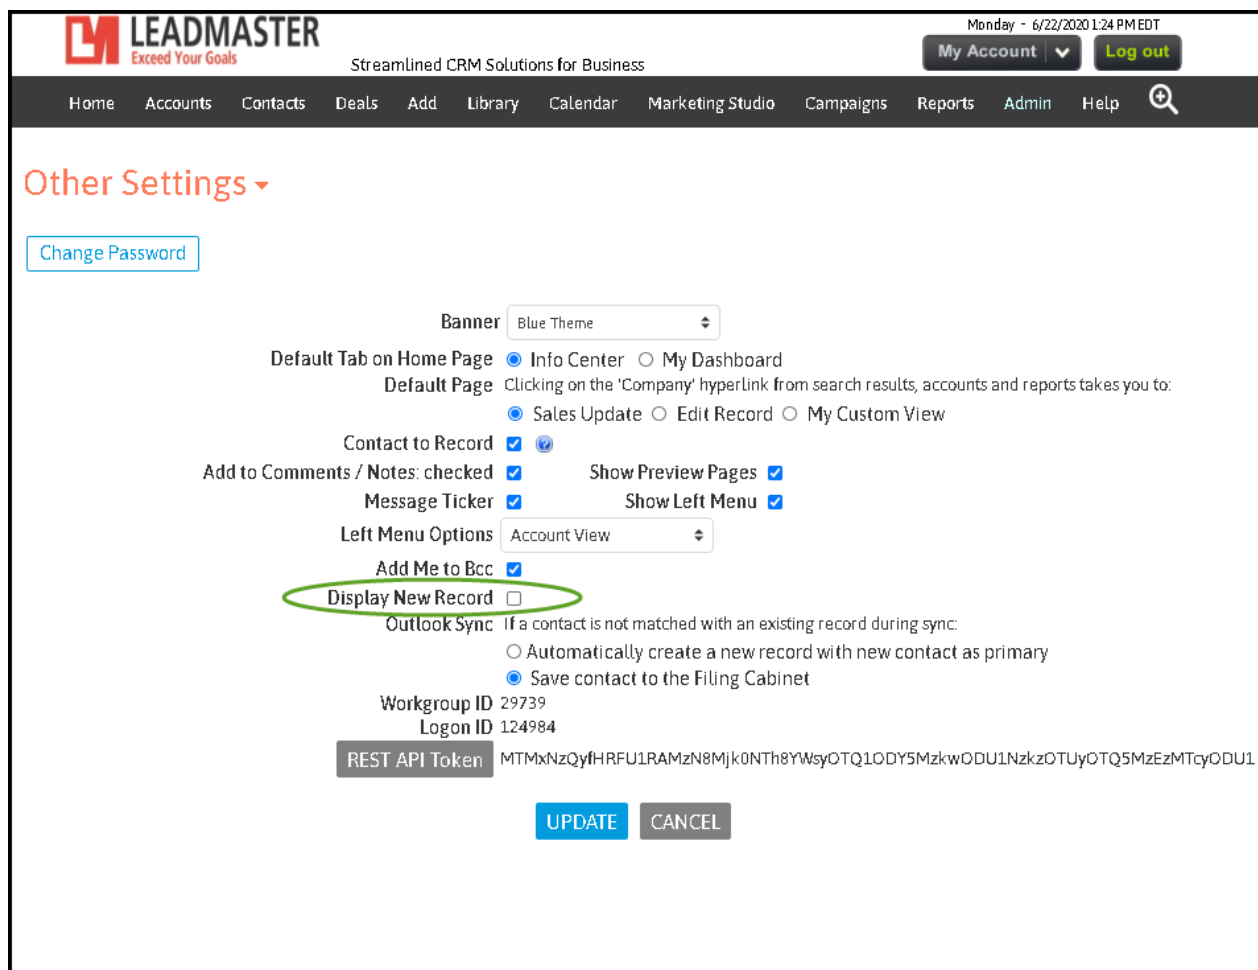 LEADMASTER
Exceed Your Goals
Streamlined CRM Solutions for Business
Monday - 6/22/2020 1:24 PM EDT
My Account
Log out
Home Accounts Contacts Deals Add Library Calendar Marketing Studio Campaigns Reports Admin Help
Other Settings
Change Password
Banner Blue Theme
Default Tab on Home Page Info Center My Dashboard
Default Page Clicking on the 'Company' hyperlink from search results, accounts and reports takes you to:
Sales Update Edit Record My Custom View
Contact to Record
Add to Comments / Notes: checked Show Preview Pages
Message Ticker Show Left Menu
Left Menu Options Account View
Add Me to Bcc
Display New Record
Outlook Sync If a contact is not matched with an existing record during sync:
Automatically create a new record with new contact as primary
Save contact to the Filing Cabinet
Workgroup ID 29739
Logon ID 124984
REST API Token MTMxNzQyfHRFU1RAMzN8Mjk0NTh8YWsyOTQ1ODY5MzkwODU1NzkzOTUyOTQ5MzEzMTcyODU1
UPDATE CANCEL